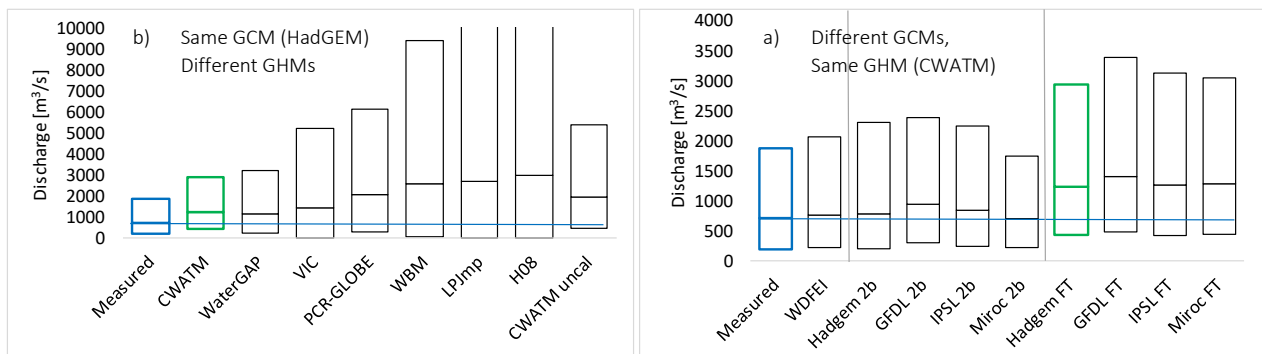 b) Same GCM (HadGEM)
Different GHMs
Discharge [m³/s]
10000
9000
8000
7000
6000
5000
4000
3000
2000
1000
0
Measured
CWATM
WaterGAP
VIC
PCR-GLOBE
WBM
LPJmp
H08
CWATM uncal
a) Different GCMs,
Same GHM (CWATM)
Discharge [m³/s]
4000
3500
3000
2500
2000
1500
1000
500
0
Measured
WDFEI
Hadgem 2b
GFDL 2b
IPSL 2b
Miroc 2b
Hadgem FT
GFDL FT
IPSL FT
Miroc FT